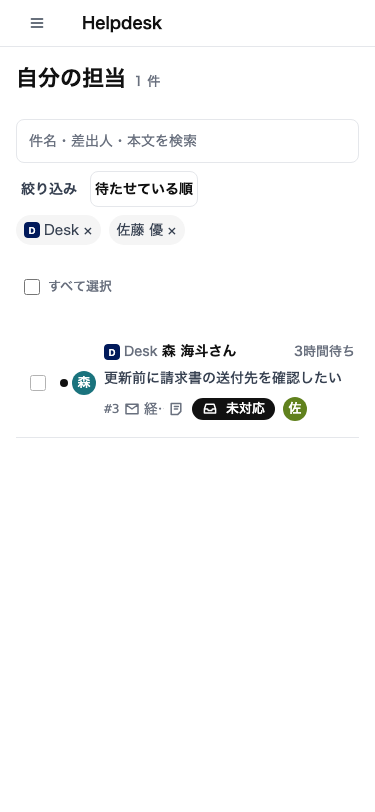 Helpdesk
自分の担当 1 件
件名・差出人・本文を検索
絞り込み 待たせている順
D Desk × 佐藤 優 ×
すべて選択
D Desk 森 海斗さん 3時間待ち
森 更新前に請求書の送付先を確認したい
#3 経· 未対応 佐